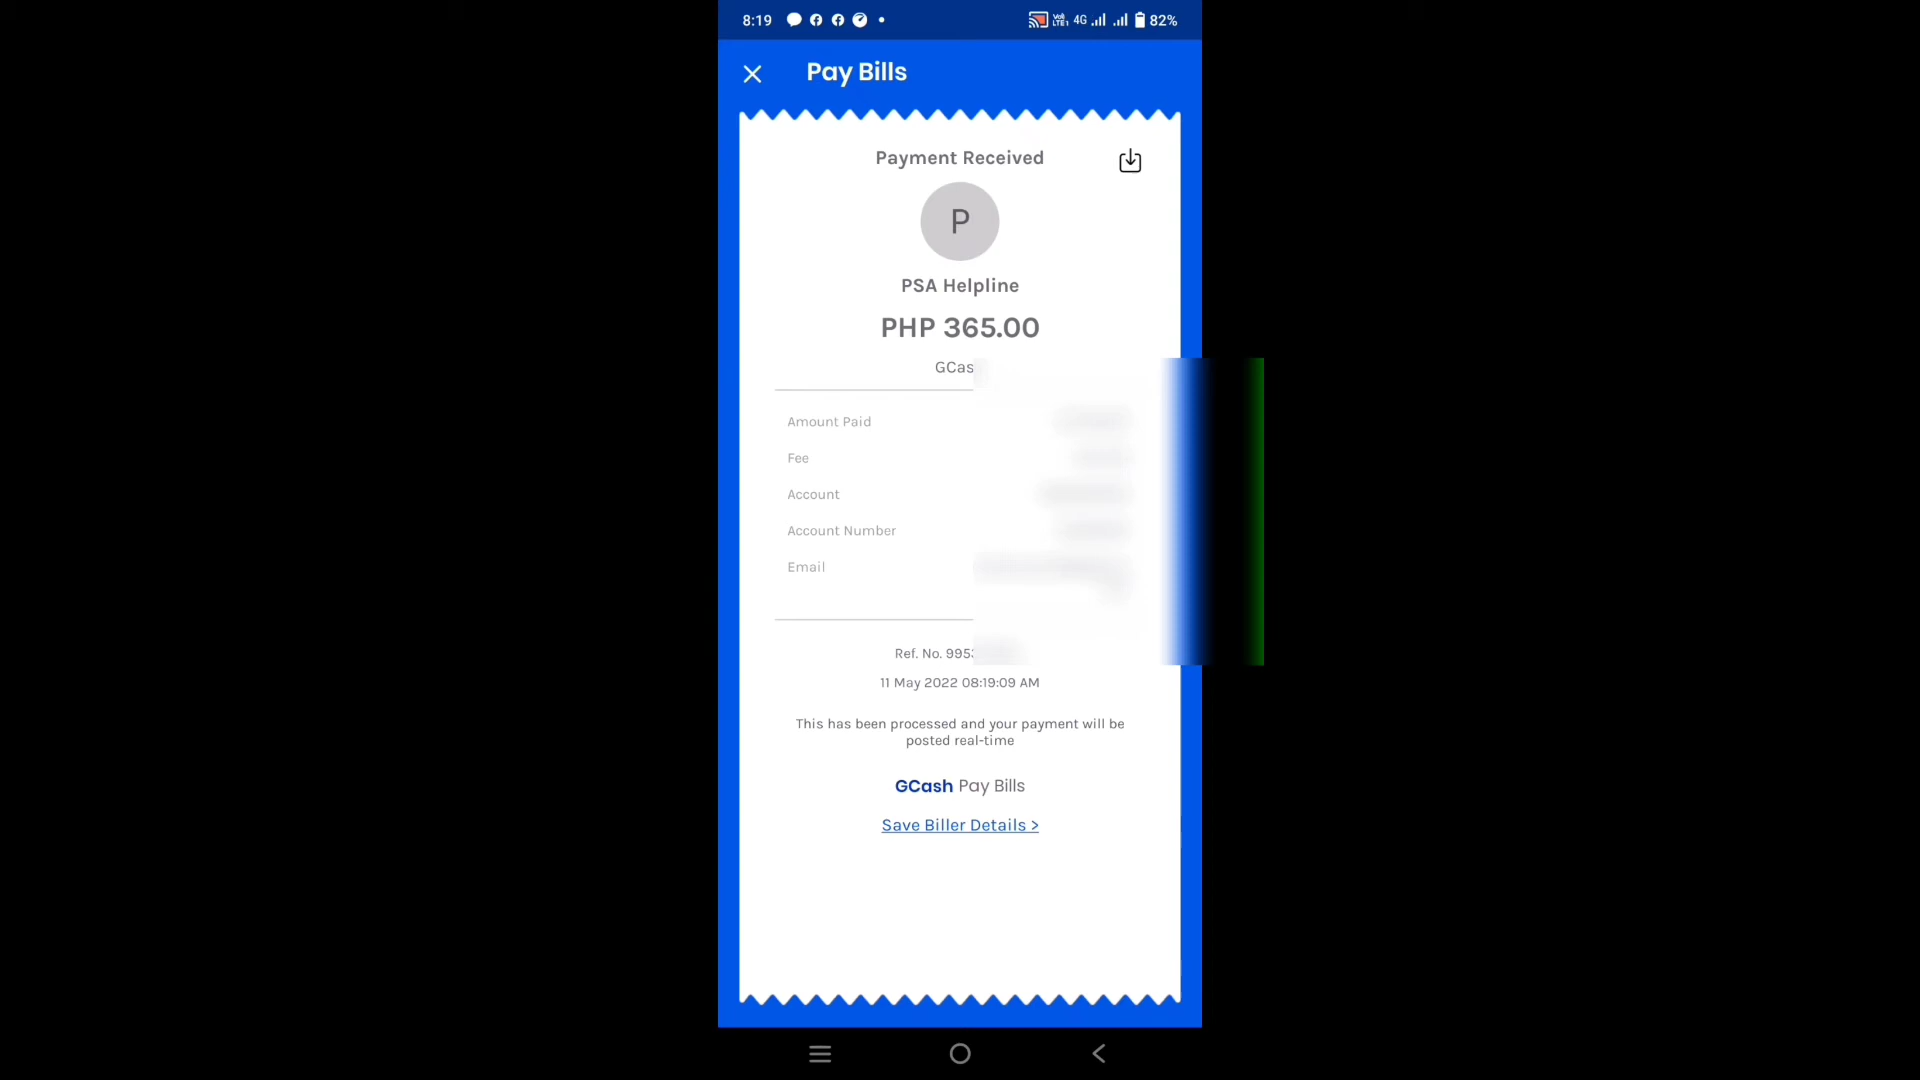 8:19 4G 82%
Pay Bills
Payment Received
P
PSA Helpline
PHP 365.00
GCas
Amount Paid
Fee
Account
Account Number
Email
Ref. No. 995
11 May 2022 08:19:09 AM
This has been processed and your payment will be
posted real-time
GCash Pay Bills
Save Biller Details >